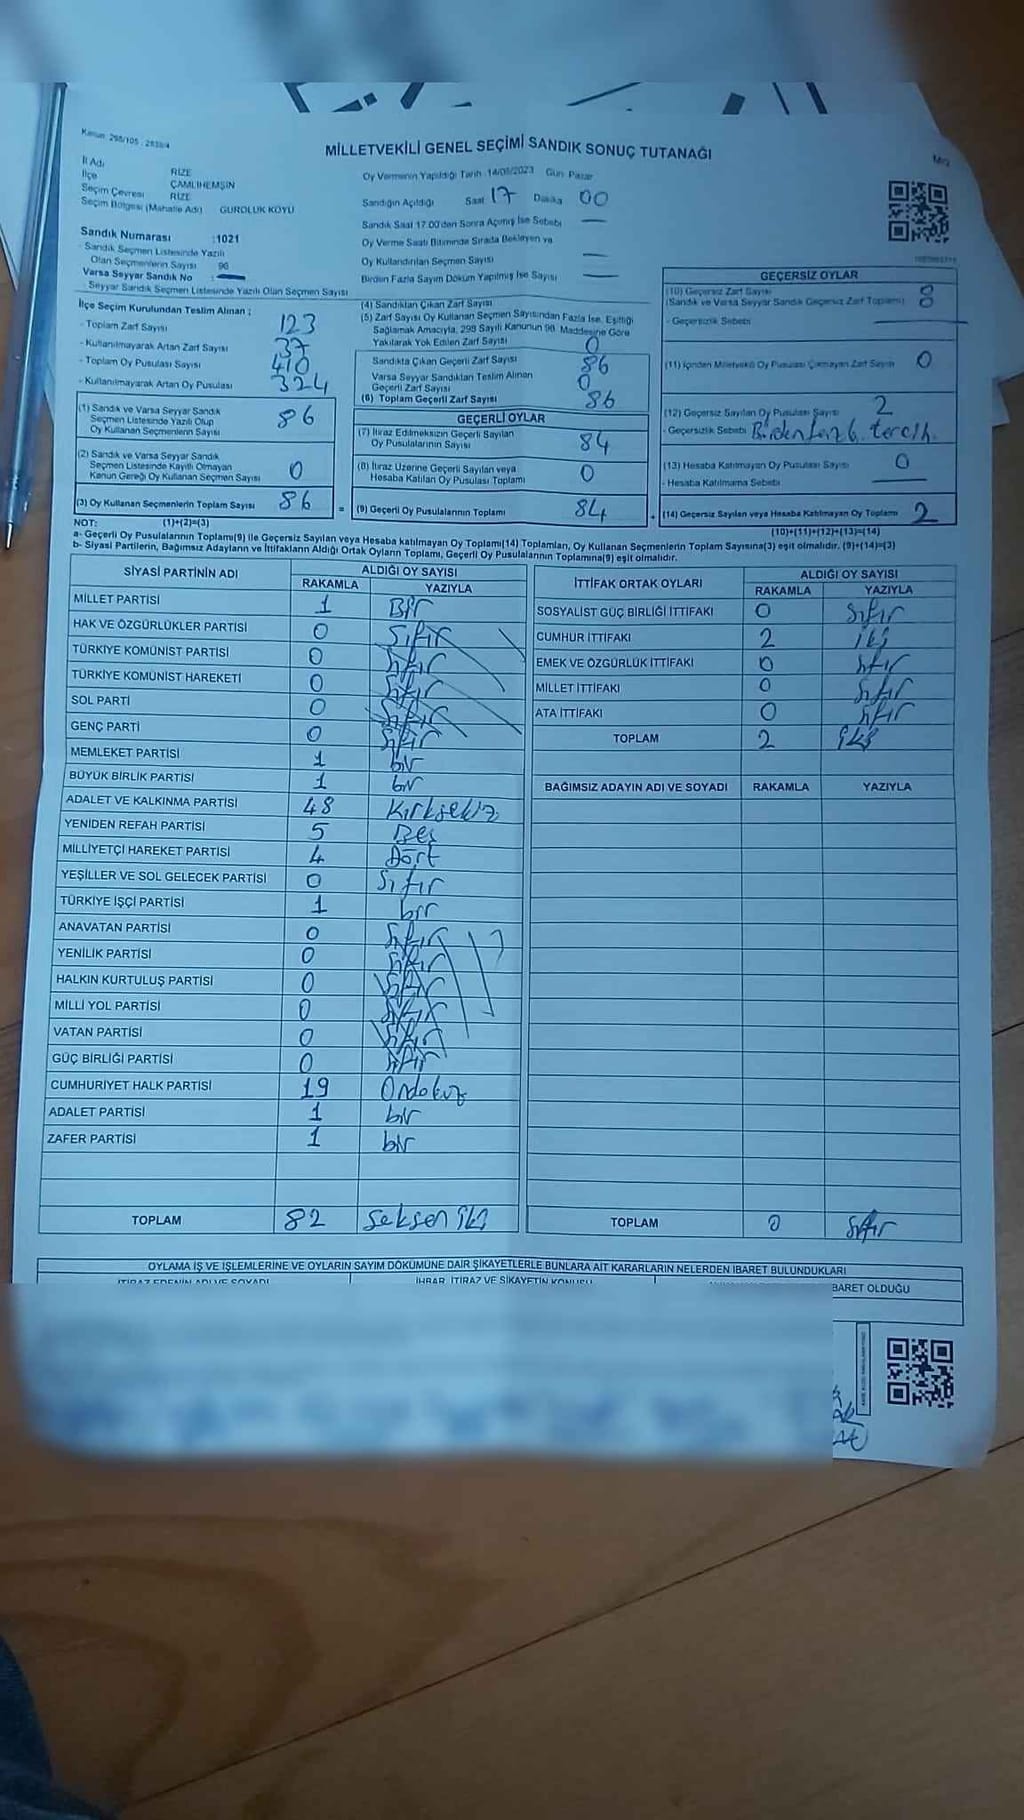 Kanun: 298/105 - 2839/4
MİLLETVEKİLİ GENEL SEÇİMİ SANDIK SONUÇ TUTANAĞI
İl Adı RİZE
İlçe ÇAMLIHEMŞİN
Seçim Çevresi RİZE
Seçim Bölgesi (Mahalle Adı) GÜROLUK KÖYÜ
Oy Vermenin Yapıldığı Tarih 14/05/2023 Gün: Pazar
Sandığın Açıldığı Saat 17 Dakika 00
Sandık Saat 17.00'den Sonra Açılmış İse Sebebi —
Oy Verme Saati Bitiminde Sırada Bekleyen ve
Oy Kullandırılan Seçmen Sayısı —
Birden Fazla Sayım Döküm Yapılmış İse Sayısı —
Sandık Numarası :1021
- Sandık Seçmen Listesinde Yazılı
Olan Seçmenlerin Sayısı 96
Varsa Seyyar Sandık No : —
- Seyyar Sandık Seçmen Listesinde Yazılı Olan Seçmen Sayısı
İlçe Seçim Kurulundan Teslim Alınan ;
- Toplam Zarf Sayısı 123
- Kullanılmayarak Artan Zarf Sayısı 37
- Toplam Oy Pusulası Sayısı 410
- Kullanılmayarak Artan Oy Pusulası 324
(1) Sandık ve Varsa Seyyar Sandık
Seçmen Listesinde Yazılı Olup
Oy Kullanan Seçmenlerin Sayısı 86
(2) Sandık ve Varsa Seyyar Sandık
Seçmen Listesinde Kayıtlı Olmayan
Kanun Gereği Oy Kullanan Seçmen Sayısı 0
(3) Oy Kullanan Seçmenlerin Toplam Sayısı 86
(4) Sandıktan Çıkan Zarf Sayısı
(5) Zarf Sayısı Oy Kullanan Seçmen Sayısından Fazla İse, Eşitliği
Sağlamak Amacıyla, 298 Sayılı Kanunun 98. Maddesine Göre
Yakılarak Yok Edilen Zarf Sayısı 0
Sandıkta Çıkan Geçerli Zarf Sayısı 86
Varsa Seyyar Sandıktan Teslim Alınan
Geçerli Zarf Sayısı 0
(6) Toplam Geçerli Zarf Sayısı 86
GEÇERLİ OYLAR
(7) İtiraz Edilmeksizin Geçerli Sayılan
Oy Pusulalarının Sayısı 84
(8) İtiraz Üzerine Geçerli Sayılan veya
Hesaba Katılan Oy Pusulası Toplamı 0
= (9) Geçerli Oy Pusulalarının Toplamı 84
GEÇERSİZ OYLAR
(10) Geçersiz Zarf Sayısı
(Sandık ve Varsa Seyyar Sandık Geçersiz Zarf Toplamı)
- Geçersizlik Sebebi —
(11) İçinden Milletvekili Oy Pusulası Çıkmayan Zarf Sayısı 0
(12) Geçersiz Sayılan Oy Pusulası Sayısı 2
- Geçersizlik Sebebi Birden fazla tercih
(13) Hesaba Katılmayan Oy Pusulası Sayısı 0
- Hesaba Katılmama Sebebi —
+ (14) Geçersiz Sayılan veya Hesaba Katılmayan Oy Toplamı 2
NOT: (1)+(2)=(3) (10)+(11)+(12)+(13)=(14)
a- Geçerli Oy Pusulalarının Toplamı(9) ile Geçersiz Sayılan veya Hesaba katılmayan Oy Toplamı(14) Toplamları, Oy Kullanan Seçmenlerin Toplam Sayısına(3) eşit olmalıdır. (9)+(14)=(3)
b- Siyasi Partilerin, Bağımsız Adayların ve İttifakların Aldığı Ortak Oyların Toplamı, Geçerli Oy Pusulalarının Toplamına(9) eşit olmalıdır.
SİYASİ PARTİNİN ADI ALDIĞI OY SAYISI
RAKAMLA YAZIYLA
MİLLET PARTİSİ 1 Bir
HAK VE ÖZGÜRLÜKLER PARTİSİ 0 Sıfır
TÜRKİYE KOMÜNİST PARTİSİ 0 Sıfır
TÜRKİYE KOMÜNİST HAREKETİ 0 Sıfır
SOL PARTİ 0 Sıfır
GENÇ PARTİ 0 Sıfır
MEMLEKET PARTİSİ 1 bir
BÜYÜK BİRLİK PARTİSİ 1 bir
ADALET VE KALKINMA PARTİSİ 48 Kırksekiz
YENİDEN REFAH PARTİSİ 5 Beş
MİLLİYETÇİ HAREKET PARTİSİ 4 Dört
YEŞİLLER VE SOL GELECEK PARTİSİ 0 Sıfır
TÜRKİYE İŞÇİ PARTİSİ 1 bir
ANAVATAN PARTİSİ 0 Sıfır
YENİLİK PARTİSİ 0 Sıfır
HALKIN KURTULUŞ PARTİSİ 0 Sıfır
MİLLİ YOL PARTİSİ 0 Sıfır
VATAN PARTİSİ 0 Sıfır
GÜÇ BİRLİĞİ PARTİSİ 0 Sıfır
CUMHURİYET HALK PARTİSİ 19 Ondokuz
ADALET PARTİSİ 1 bir
ZAFER PARTİSİ 1 bir
TOPLAM 82 Seksen iki
İTTİFAK ORTAK OYLARI ALDIĞI OY SAYISI
RAKAMLA YAZIYLA
SOSYALİST GÜÇ BİRLİĞİ İTTİFAKI 0 Sıfır
CUMHUR İTTİFAKI 2 iki
EMEK VE ÖZGÜRLÜK İTTİFAKI 0 Sıfır
MİLLET İTTİFAKI 0 Sıfır
ATA İTTİFAKI 0 Sıfır
TOPLAM 2 iki
BAĞIMSIZ ADAYIN ADI VE SOYADI RAKAMLA YAZIYLA
TOPLAM 0 Sıfır
OYLAMA İŞ VE İŞLEMLERİNE VE OYLARIN SAYIM DÖKÜMÜNE DAİR ŞİKAYETLERLE BUNLARA AİT KARARLARIN NELERDEN İBARET BULUNDUKLARI
İTİRAZ EDENİN ADI VE SOYADI İHBAR, İTİRAZ VE ŞİKAYETİN KONUSU BARET OLDUĞU